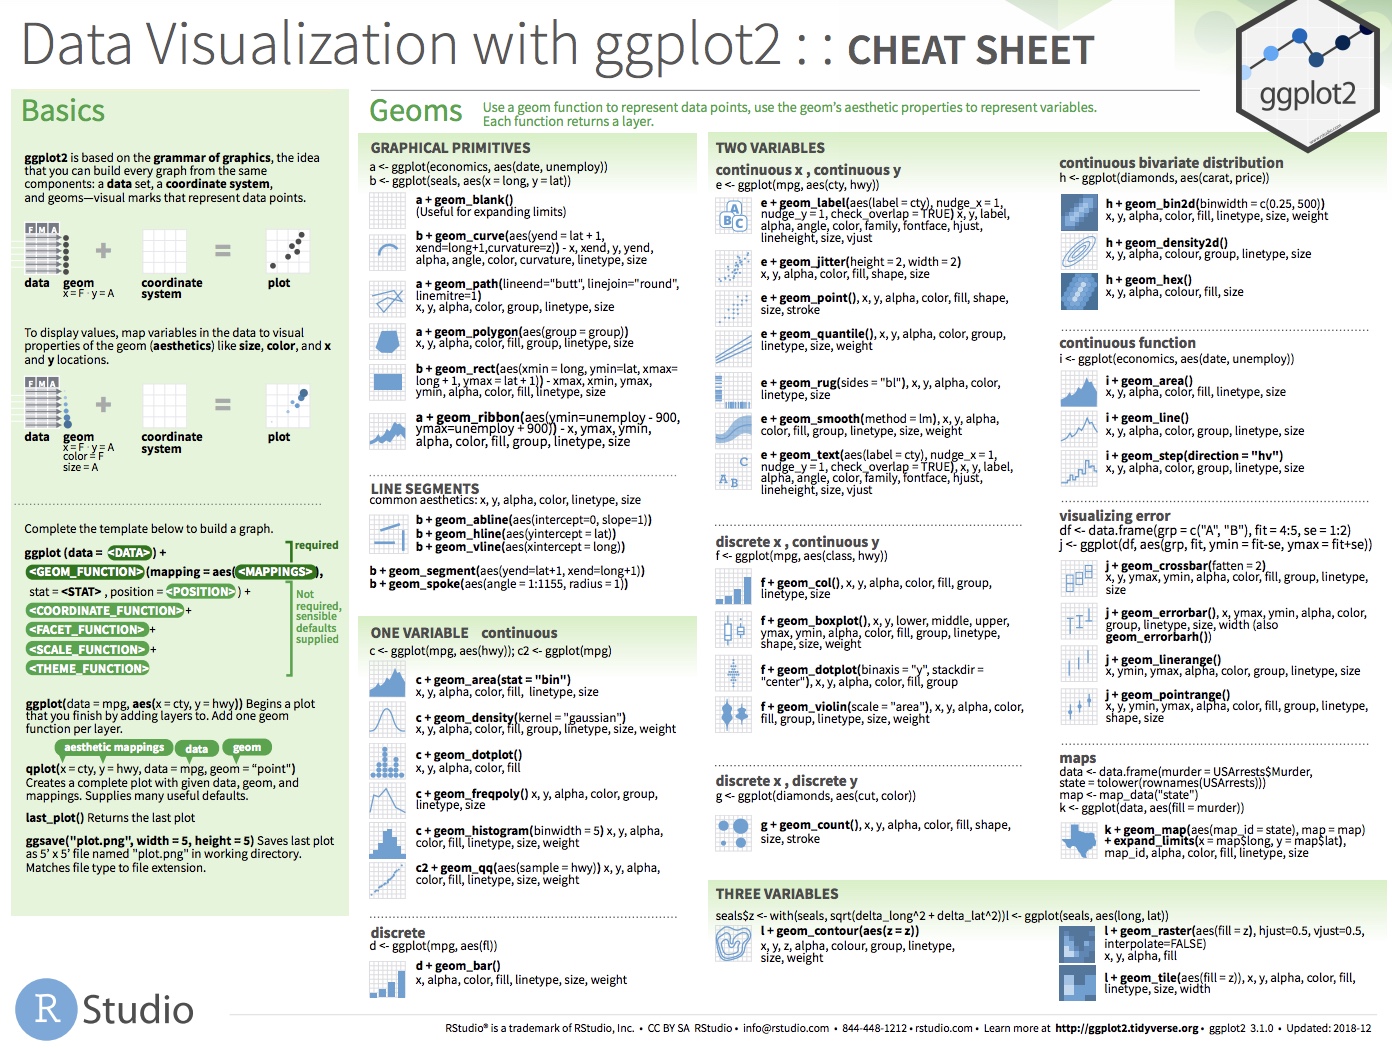 Data Visualization with ggplot2 : : CHEAT SHEET
ggplot2
www.rstudio.com
Basics
ggplot2 is based on the grammar of graphics, the idea
that you can build every graph from the same
components: a data set, a coordinate system,
and geoms—visual marks that represent data points.
F M A
+ =
data geom coordinate plot
x = F · y = A system
To display values, map variables in the data to visual
properties of the geom (aesthetics) like size, color, and x
and y locations.
F M A
+ =
data geom coordinate plot
x = F · y = A system
color = F
size = A
Complete the template below to build a graph.
required
ggplot (data = <DATA>) +
<GEOM_FUNCTION> (mapping = aes(<MAPPINGS>),
stat = <STAT> , position = <POSITION>) +
<COORDINATE_FUNCTION> +
<FACET_FUNCTION> +
<SCALE_FUNCTION> +
<THEME_FUNCTION>
Not
required,
sensible
defaults
supplied
ggplot(data = mpg, aes(x = cty, y = hwy)) Begins a plot
that you finish by adding layers to. Add one geom
function per layer.
aesthetic mappings data geom
qplot(x = cty, y = hwy, data = mpg, geom = “point")
Creates a complete plot with given data, geom, and
mappings. Supplies many useful defaults.
last_plot() Returns the last plot
ggsave("plot.png", width = 5, height = 5) Saves last plot
as 5’ x 5’ file named "plot.png" in working directory.
Matches file type to file extension.
Geoms
Use a geom function to represent data points, use the geom’s aesthetic properties to represent variables.
Each function returns a layer.
GRAPHICAL PRIMITIVES
a <- ggplot(economics, aes(date, unemploy))
b <- ggplot(seals, aes(x = long, y = lat))
a + geom_blank()
(Useful for expanding limits)
b + geom_curve(aes(yend = lat + 1,
xend=long+1,curvature=z)) - x, xend, y, yend,
alpha, angle, color, curvature, linetype, size
a + geom_path(lineend="butt", linejoin="round",
linemitre=1)
x, y, alpha, color, group, linetype, size
a + geom_polygon(aes(group = group))
x, y, alpha, color, fill, group, linetype, size
b + geom_rect(aes(xmin = long, ymin=lat, xmax=
long + 1, ymax = lat + 1)) - xmax, xmin, ymax,
ymin, alpha, color, fill, linetype, size
a + geom_ribbon(aes(ymin=unemploy - 900,
ymax=unemploy + 900)) - x, ymax, ymin,
alpha, color, fill, group, linetype, size
LINE SEGMENTS
common aesthetics: x, y, alpha, color, linetype, size
b + geom_abline(aes(intercept=0, slope=1))
b + geom_hline(aes(yintercept = lat))
b + geom_vline(aes(xintercept = long))
b + geom_segment(aes(yend=lat+1, xend=long+1))
b + geom_spoke(aes(angle = 1:1155, radius = 1))
ONE VARIABLE continuous
c <- ggplot(mpg, aes(hwy)); c2 <- ggplot(mpg)
c + geom_area(stat = "bin")
x, y, alpha, color, fill, linetype, size
c + geom_density(kernel = "gaussian")
x, y, alpha, color, fill, group, linetype, size, weight
c + geom_dotplot()
x, y, alpha, color, fill
c + geom_freqpoly() x, y, alpha, color, group,
linetype, size
c + geom_histogram(binwidth = 5) x, y, alpha,
color, fill, linetype, size, weight
c2 + geom_qq(aes(sample = hwy)) x, y, alpha,
color, fill, linetype, size, weight
discrete
d <- ggplot(mpg, aes(fl))
d + geom_bar()
x, alpha, color, fill, linetype, size, weight
TWO VARIABLES
continuous x , continuous y
e <- ggplot(mpg, aes(cty, hwy))
A B C
e + geom_label(aes(label = cty), nudge_x = 1,
nudge_y = 1, check_overlap = TRUE) x, y, label,
alpha, angle, color, family, fontface, hjust,
lineheight, size, vjust
e + geom_jitter(height = 2, width = 2)
x, y, alpha, color, fill, shape, size
e + geom_point(), x, y, alpha, color, fill, shape,
size, stroke
e + geom_quantile(), x, y, alpha, color, group,
linetype, size, weight
e + geom_rug(sides = "bl"), x, y, alpha, color,
linetype, size
e + geom_smooth(method = lm), x, y, alpha,
color, fill, group, linetype, size, weight
A B C
e + geom_text(aes(label = cty), nudge_x = 1,
nudge_y = 1, check_overlap = TRUE), x, y, label,
alpha, angle, color, family, fontface, hjust,
lineheight, size, vjust
discrete x , continuous y
f <- ggplot(mpg, aes(class, hwy))
f + geom_col(), x, y, alpha, color, fill, group,
linetype, size
f + geom_boxplot(), x, y, lower, middle, upper,
ymax, ymin, alpha, color, fill, group, linetype,
shape, size, weight
f + geom_dotplot(binaxis = "y", stackdir =
"center"), x, y, alpha, color, fill, group
f + geom_violin(scale = "area"), x, y, alpha, color,
fill, group, linetype, size, weight
discrete x , discrete y
g <- ggplot(diamonds, aes(cut, color))
g + geom_count(), x, y, alpha, color, fill, shape,
size, stroke
continuous bivariate distribution
h <- ggplot(diamonds, aes(carat, price))
h + geom_bin2d(binwidth = c(0.25, 500))
x, y, alpha, color, fill, linetype, size, weight
h + geom_density2d()
x, y, alpha, colour, group, linetype, size
h + geom_hex()
x, y, alpha, colour, fill, size
continuous function
i <- ggplot(economics, aes(date, unemploy))
i + geom_area()
x, y, alpha, color, fill, linetype, size
i + geom_line()
x, y, alpha, color, group, linetype, size
i + geom_step(direction = "hv")
x, y, alpha, color, group, linetype, size
visualizing error
df <- data.frame(grp = c("A", "B"), fit = 4:5, se = 1:2)
j <- ggplot(df, aes(grp, fit, ymin = fit-se, ymax = fit+se))
j + geom_crossbar(fatten = 2)
x, y, ymax, ymin, alpha, color, fill, group, linetype,
size
j + geom_errorbar(), x, ymax, ymin, alpha, color,
group, linetype, size, width (also
geom_errorbarh())
j + geom_linerange()
x, ymin, ymax, alpha, color, group, linetype, size
j + geom_pointrange()
x, y, ymin, ymax, alpha, color, fill, group, linetype,
shape, size
maps
data <- data.frame(murder = USArrests$Murder,
state = tolower(rownames(USArrests)))
map <- map_data("state")
k <- ggplot(data, aes(fill = murder))
k + geom_map(aes(map_id = state), map = map)
+ expand_limits(x = map$long, y = map$lat),
map_id, alpha, color, fill, linetype, size
THREE VARIABLES
seals$z <- with(seals, sqrt(delta_long^2 + delta_lat^2))l <- ggplot(seals, aes(long, lat))
l + geom_contour(aes(z = z))
x, y, z, alpha, colour, group, linetype,
size, weight
l + geom_raster(aes(fill = z), hjust=0.5, vjust=0.5,
interpolate=FALSE)
x, y, alpha, fill
l + geom_tile(aes(fill = z)), x, y, alpha, color, fill,
linetype, size, width
R Studio
RStudio® is a trademark of RStudio, Inc. • CC BY SA RStudio • info@rstudio.com • 844-448-1212 • rstudio.com • Learn more at http://ggplot2.tidyverse.org • ggplot2 3.1.0 • Updated: 2018-12